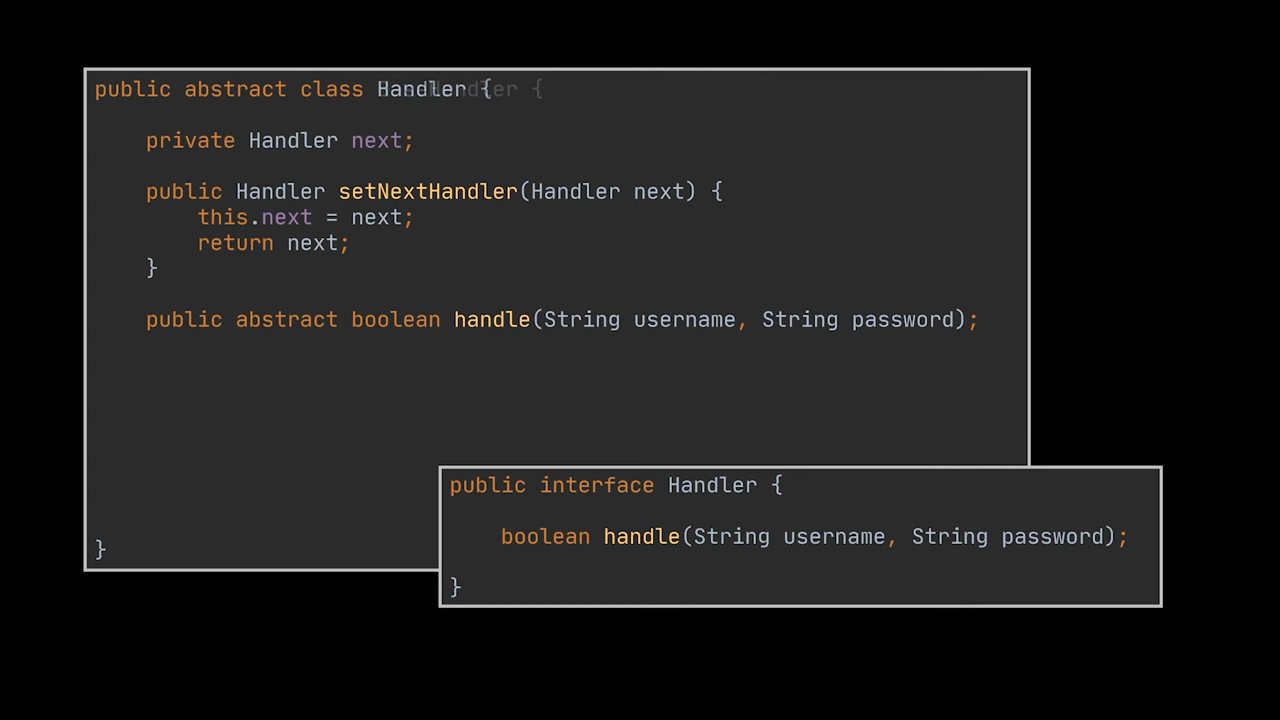 public abstract class Handler {
private Handler next;
public Handler setNextHandler(Handler next) {
this.next = next;
return next;
}
public abstract boolean handle(String username, String password);
}
public interface Handler {
boolean handle(String username, String password);
}